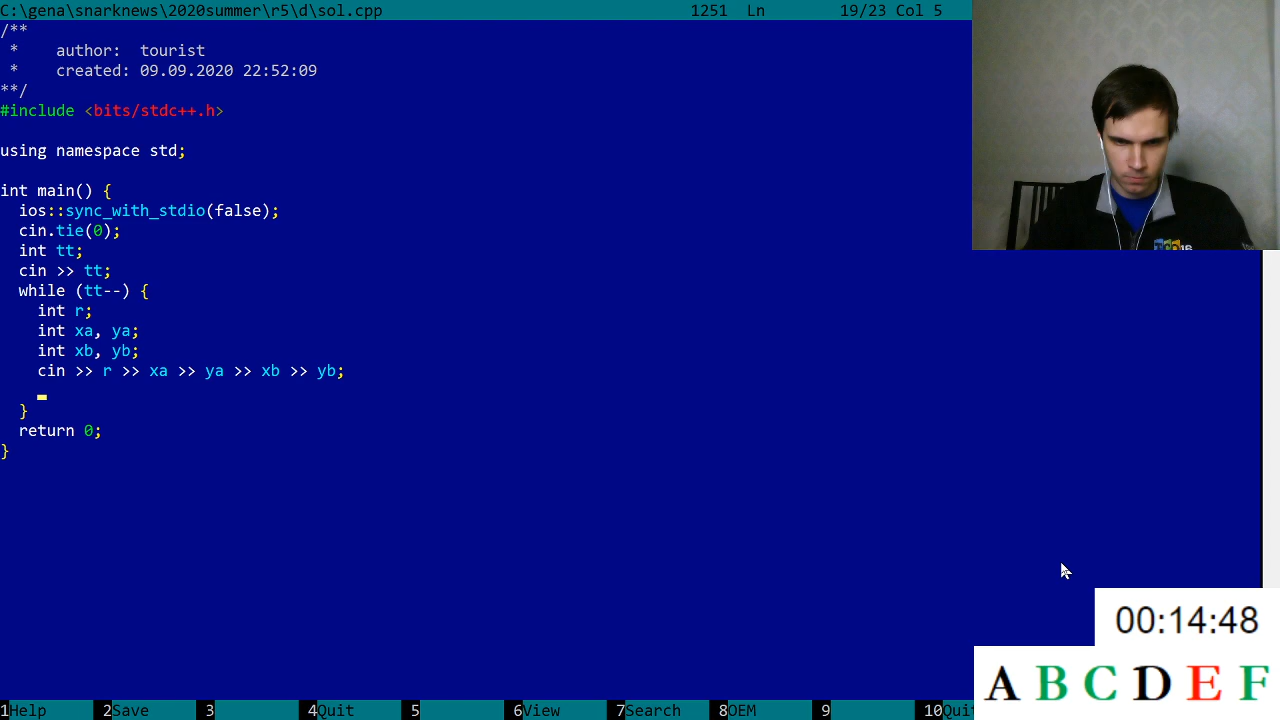 C:\gena\snarknews\2020summer\r5\d\sol.cpp 1251 Ln 19/23 Col 5
/**
 *    author:  tourist
 *    created: 09.09.2020 22:52:09
**/
#include <bits/stdc++.h>
using namespace std;
int main() {
  ios::sync_with_stdio(false);
  cin.tie(0);
  int tt;
  cin >> tt;
  while (tt--) {
    int r;
    int xa, ya;
    int xb, yb;
    cin >> r >> xa >> ya >> xb >> yb;
  }
  return 0;
}
00:14:48
A B C D E F
1Help 2Save 3 4Quit 5 6View 7Search 8OEM 9 10Quit